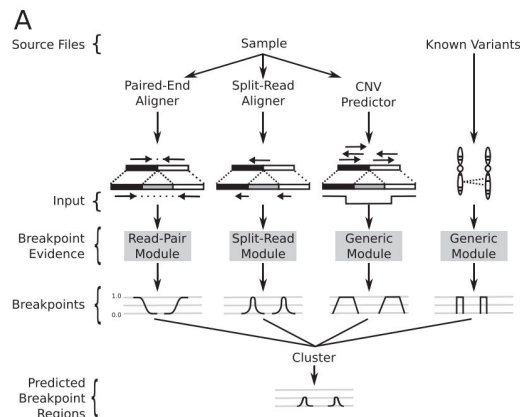 A
Source Files
Sample
Known Variants
Paired-End
Aligner
Split-Read
Aligner
CNV
Predictor
Input
Breakpoint
Evidence
Read-Pair
Module
Split-Read
Module
Generic
Module
Generic
Module
Breakpoints
1.0
0.0
Cluster
Predicted
Breakpoint
Regions